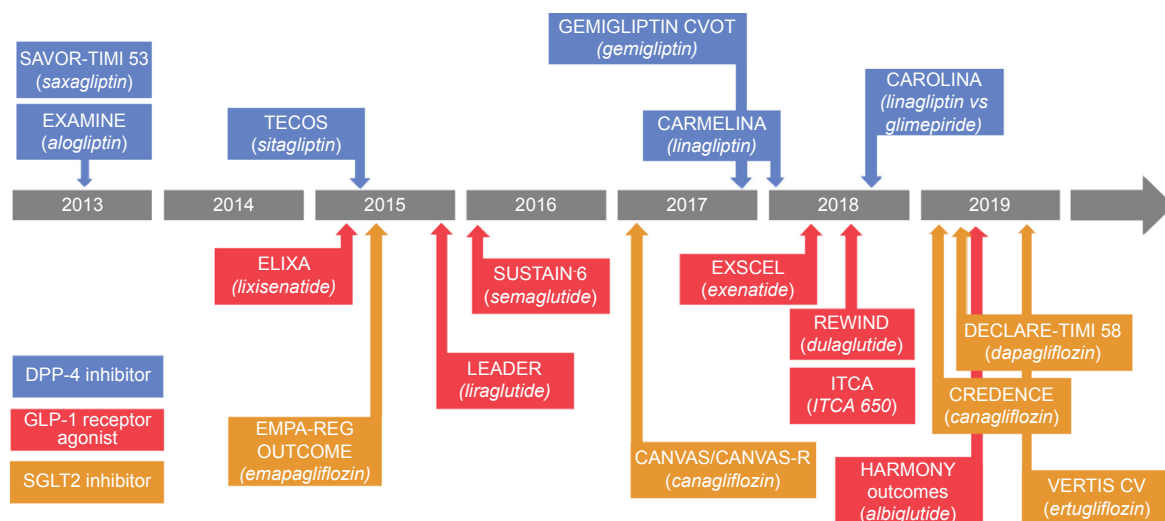 SAVOR-TIMI 53
(saxagliptin)
EXAMINE
(alogliptin)
TECOS
(sitagliptin)
GEMIGLIPTIN CVOT
(gemigliptin)
CARMELINA
(linagliptin)
CAROLINA
(linagliptin vs
glimepiride)
2013
2014
2015
2016
2017
2018
2019
ELIXA
(lixisenatide)
SUSTAIN-6
(semaglutide)
LEADER
(liraglutide)
EMPA-REG
OUTCOME
(emapagliflozin)
EXSCEL
(exenatide)
REWIND
(dulaglutide)
ITCA
(ITCA 650)
CANVAS/CANVAS-R
(canagliflozin)
HARMONY
outcomes
(albiglutide)
DECLARE-TIMI 58
(dapagliflozin)
CREDENCE
(canagliflozin)
VERTIS CV
(ertugliflozin)
DPP-4 inhibitor
GLP-1 receptor
agonist
SGLT2 inhibitor